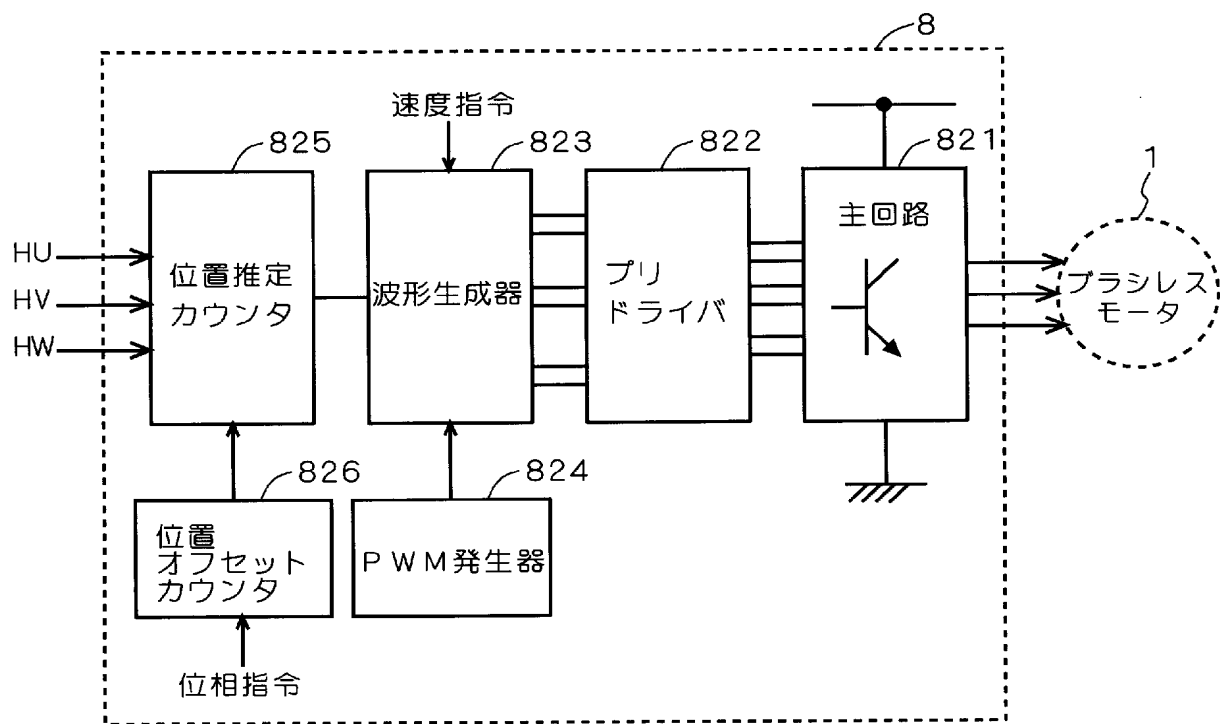 8
速度指令
825
823
822
821
1
主回路
HU
HV
HW
位置推定
カウンタ
波形生成器
プリ
ドライバ
ブラシレス
モータ
826
824
位置
オフセット
カウンタ
PWM発生器
位相指令